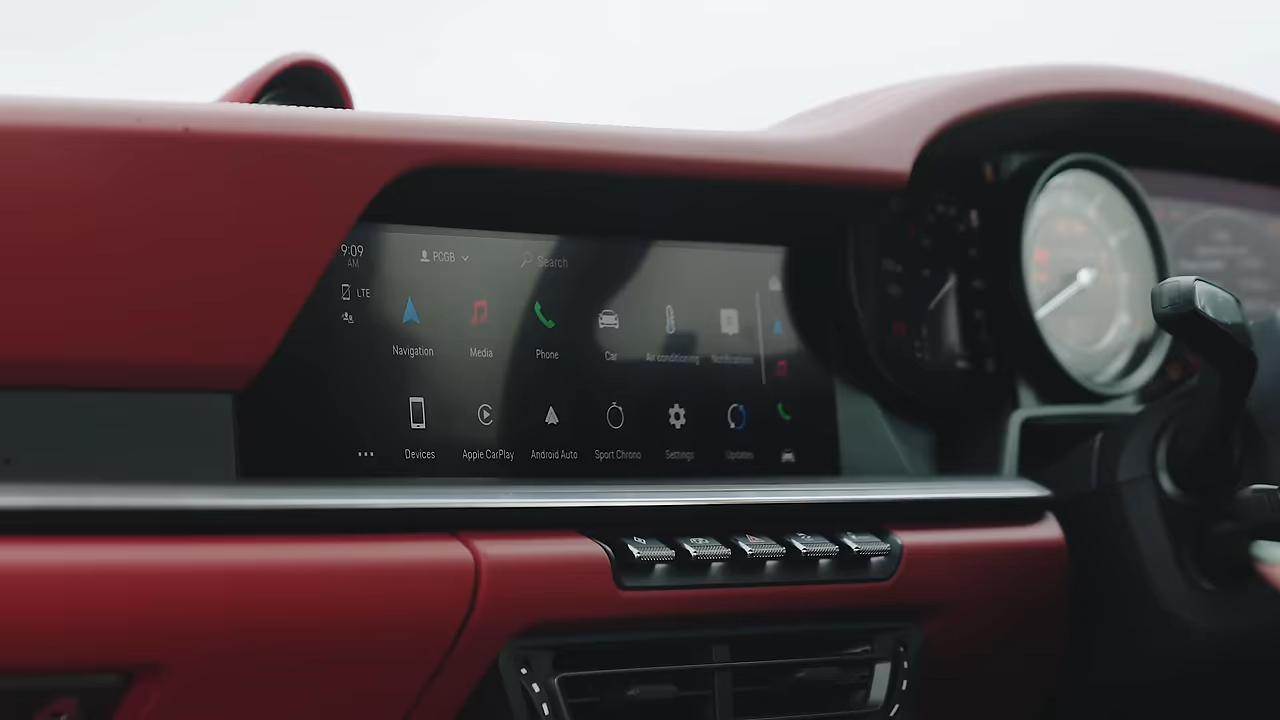 9:09
AM
PCGB
Search
LTE
Navigation
Media
Phone
Car
Air conditioning
Notifications
Devices
Apple CarPlay
Android Auto
Sport Chrono
Settings
Updates